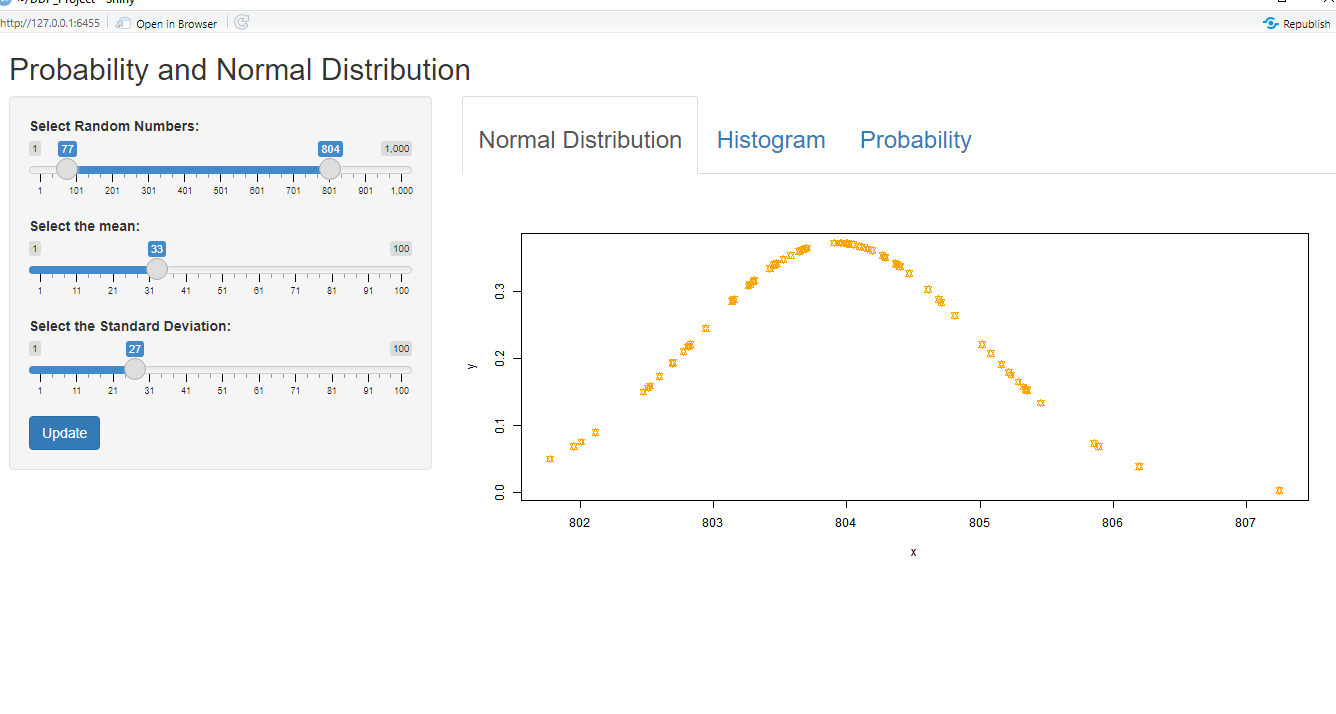 http://127.0.0.1:6455 Open in Browser Republish
Probability and Normal Distribution
Select Random Numbers:
1 77 804 1,000
1 101 201 301 401 501 601 701 801 901 1,000
Select the mean:
1 33 100
1 11 21 31 41 51 61 71 81 91 100
Select the Standard Deviation:
1 27 100
1 11 21 31 41 51 61 71 81 91 100
Update
Normal Distribution Histogram Probability
0.3
0.2
y
0.1
0.0
802 803 804 805 806 807
x